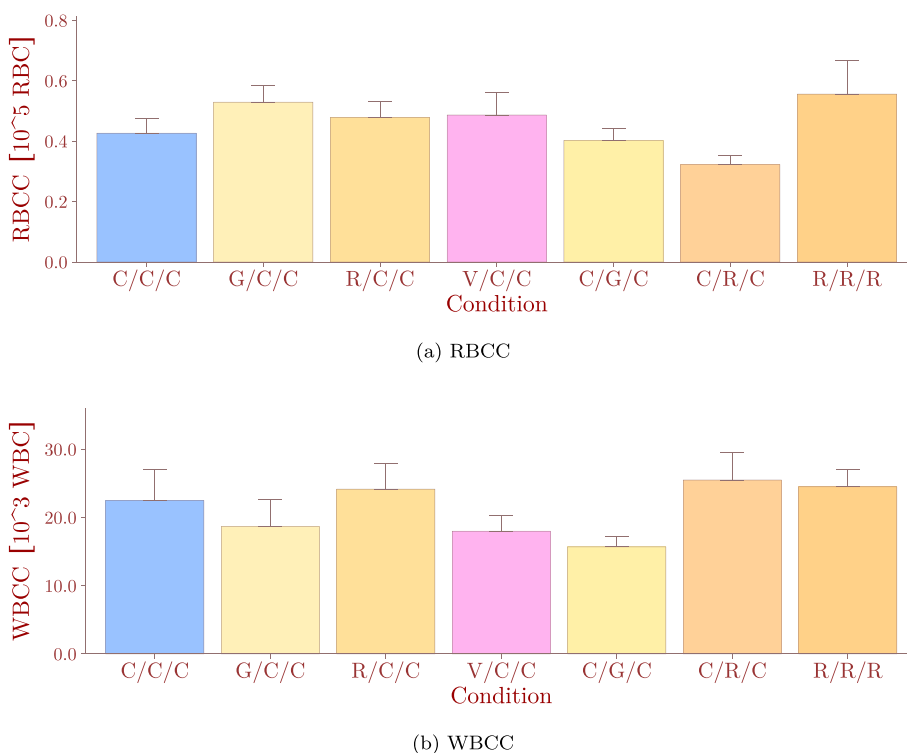 0.8
0.6
0.4
0.2
0.0
RBCC [10^5 RBC]
C/C/C G/C/C R/C/C V/C/C C/G/C C/R/C R/R/R
Condition
(a) RBCC
30.0
20.0
10.0
0.0
WBCC [10^3 WBC]
C/C/C G/C/C R/C/C V/C/C C/G/C C/R/C R/R/R
Condition
(b) WBCC